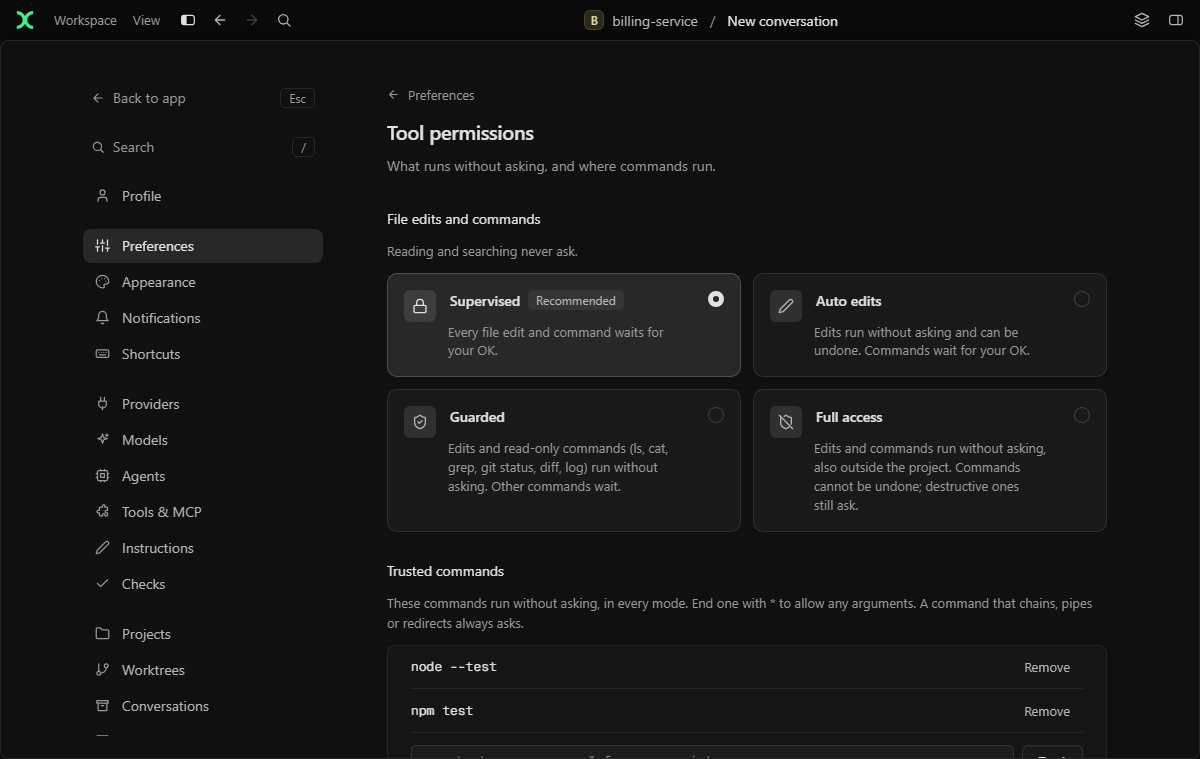 Workspace View
B billing-service / New conversation
Back to app Esc
Search /
Profile
Preferences
Appearance
Notifications
Shortcuts
Providers
Models
Agents
Tools & MCP
Instructions
Checks
Projects
Worktrees
Conversations
Preferences
Tool permissions
What runs without asking, and where commands run.
File edits and commands
Reading and searching never ask.
Supervised Recommended
Every file edit and command waits for
your OK.
Auto edits
Edits run without asking and can be
undone. Commands wait for your OK.
Guarded
Edits and read-only commands (ls, cat,
grep, git status, diff, log) run without
asking. Other commands wait.
Full access
Edits and commands run without asking,
also outside the project. Commands
cannot be undone; destructive ones
still ask.
Trusted commands
These commands run without asking, in every mode. End one with * to allow any arguments. A command that chains, pipes
or redirects always asks.
node --test Remove
npm test Remove